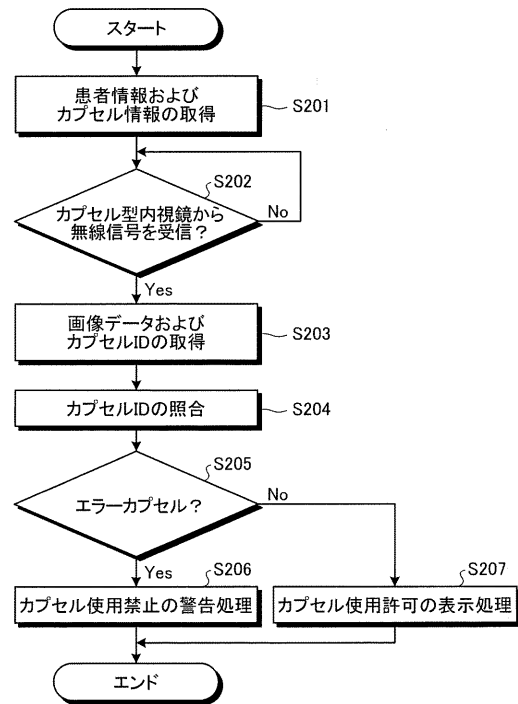 スタート
患者情報および
カプセル情報の取得
S201
S202
カプセル型内視鏡から
無線信号を受信？
No
Yes
画像データおよび
カプセルIDの取得
S203
カプセルIDの照合
S204
S205
エラーカプセル？
No
Yes
S206
カプセル使用禁止の警告処理
S207
カプセル使用許可の表示処理
エンド